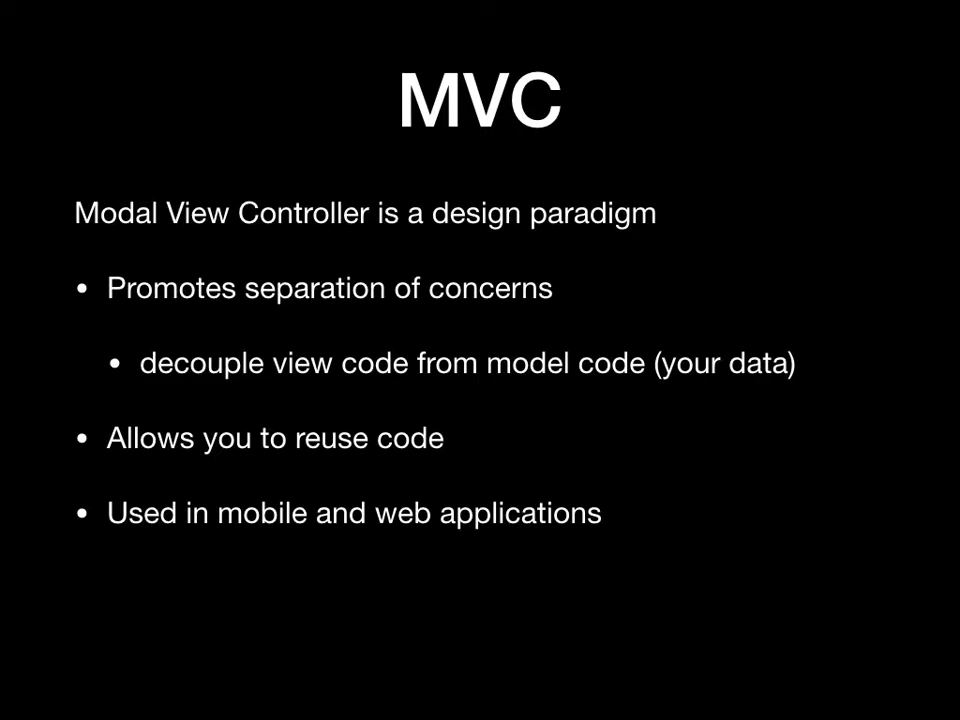 MVC
Modal View Controller is a design paradigm
• Promotes separation of concerns
• decouple view code from model code (your data)
• Allows you to reuse code
• Used in mobile and web applications